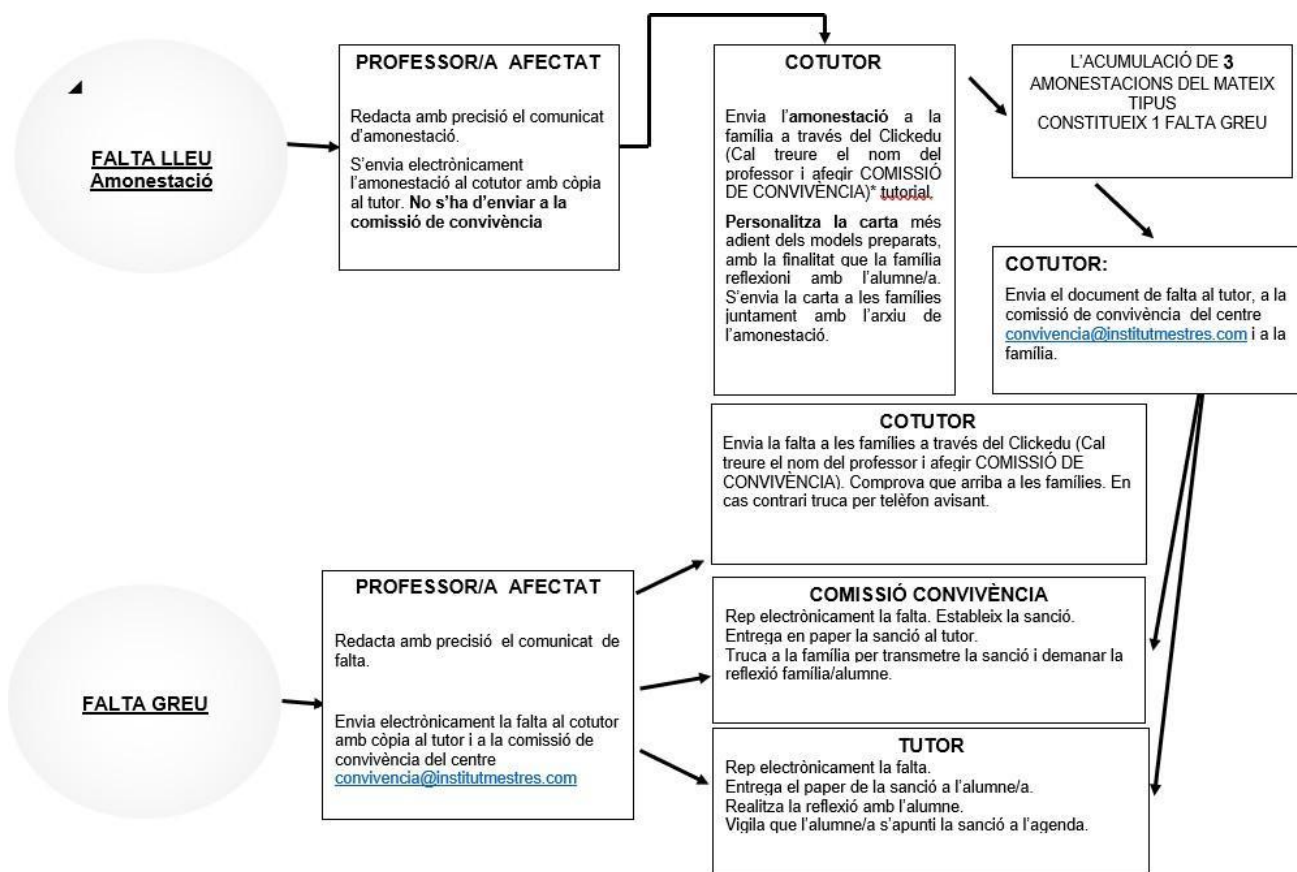 FALTA LLEU
Amonestació
PROFESSOR/A AFECTAT
Redacta amb precisió el comunicat
d'amonestació.
S'envia electrònicament
l'amonestació al cotutor amb còpia
al tutor. No s'ha d'enviar a la
comissió de convivència
COTUTOR
Envia l'amonestació a la
família a través del Clickedu
(Cal treure el nom del
professor i afegir COMISSIÓ
DE CONVIVÈNCIA)* tutorial.
Personalitza la carta més
adient dels models preparats,
amb la finalitat que la família
reflexioni amb l'alumne/a.
S'envia la carta a les famílies
juntament amb l'arxiu de
l'amonestació.
L'ACUMULACIÓ DE 3
AMONESTACIONS DEL MATEIX
TIPUS
CONSTITUEIX 1 FALTA GREU
COTUTOR:
Envia el document de falta al tutor, a la
comissió de convivència del centre
convivencia@institutmestres.com i a la
família.
COTUTOR
Envia la falta a les famílies a través del Clickedu (Cal
treure el nom del professor i afegir COMISSIÓ DE
CONVIVÈNCIA). Comprova que arriba a les famílies. En
cas contrari truca per telèfon avisant.
FALTA GREU
PROFESSOR/A AFECTAT
Redacta amb precisió el comunicat de
falta.
Envia electrònicament la falta al cotutor
amb còpia al tutor i a la comissió de
convivència del centre
convivencia@institutmestres.com
COMISSIÓ CONVIVÈNCIA
Rep electrònicament la falta. Estableix la sanció.
Entrega en paper la sanció al tutor.
Truca a la família per transmetre la sanció i demanar la
reflexió família/alumne.
TUTOR
Rep electrònicament la falta.
Entrega el paper de la sanció a l'alumne/a.
Realitza la reflexió amb l'alumne.
Vigila que l'alumne/a s'apunti la sanció a l'agenda.